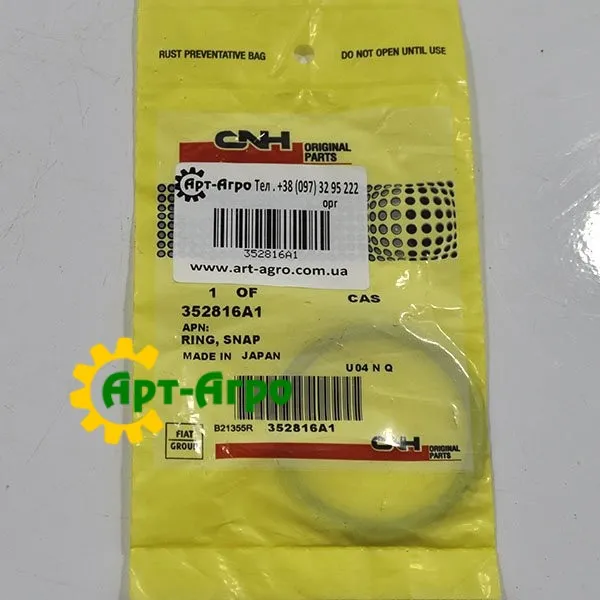 RUST PREVENTATIVE BAG
DO NOT OPEN UNTIL USE
CNH ORIGINAL PARTS
Арт-Агро Тел . +38 (097) 32 95 222
орг
352816A1
www.art-agro.com.ua
1 OF
CAS
352816A1
APN:
RING, SNAP
MADE IN JAPAN
U04 N Q
Арт-Агро
B21355R 352816A1
FIAT GROUP
CNH ORIGINAL PARTS